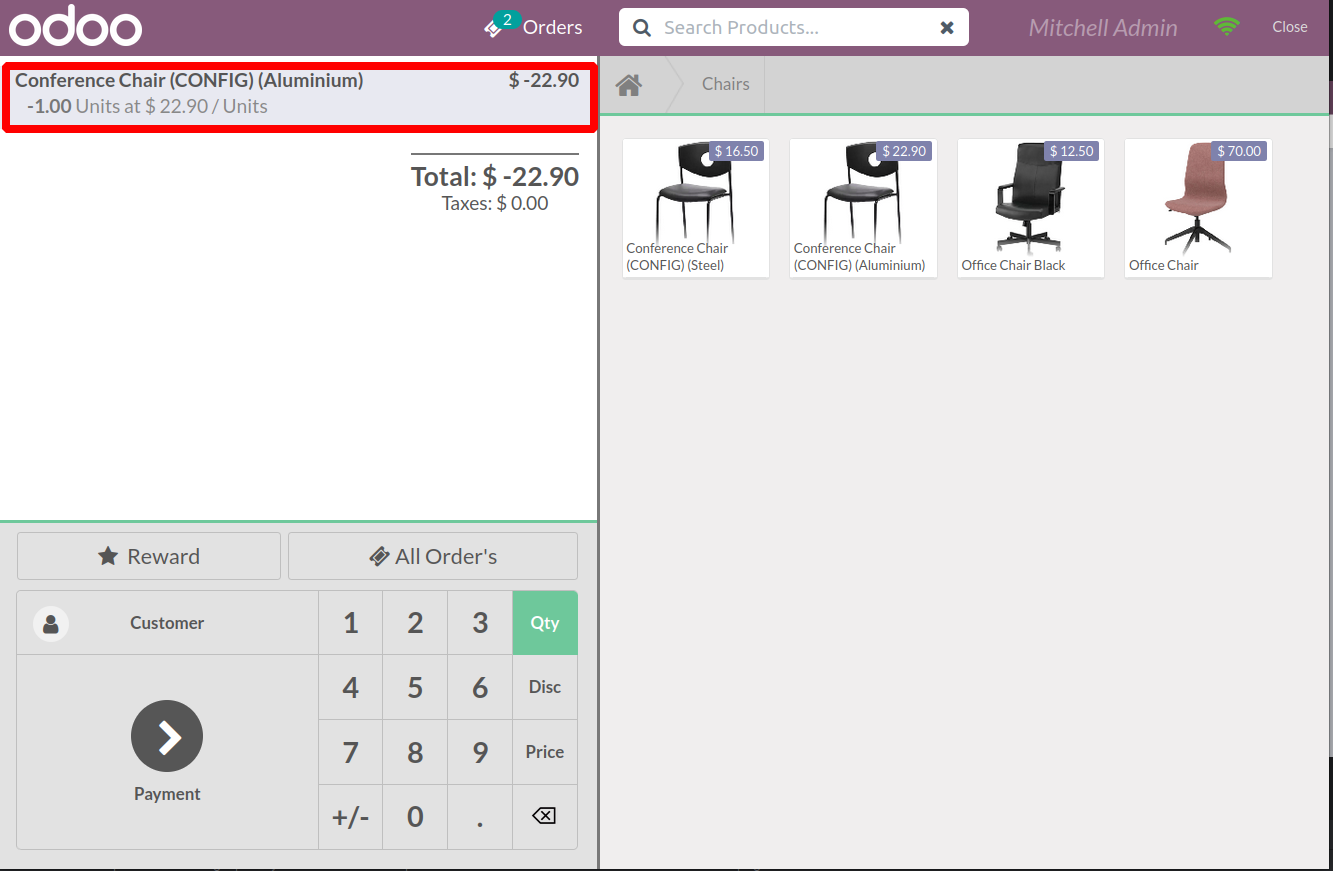 odoo
2
Orders
Search Products...
Mitchell Admin
Close
Conference Chair (CONFIG) (Aluminium) $ -22.90
-1.00 Units at $ 22.90 / Units
Total: $ -22.90
Taxes: $ 0.00
Chairs
$ 16.50
Conference Chair
(CONFIG) (Steel)
$ 22.90
Conference Chair
(CONFIG) (Aluminium)
$ 12.50
Office Chair Black
$ 70.00
Office Chair
Reward
All Order's
Customer
Payment
1 2 3 Qty
4 5 6 Disc
7 8 9 Price
+/- 0 .